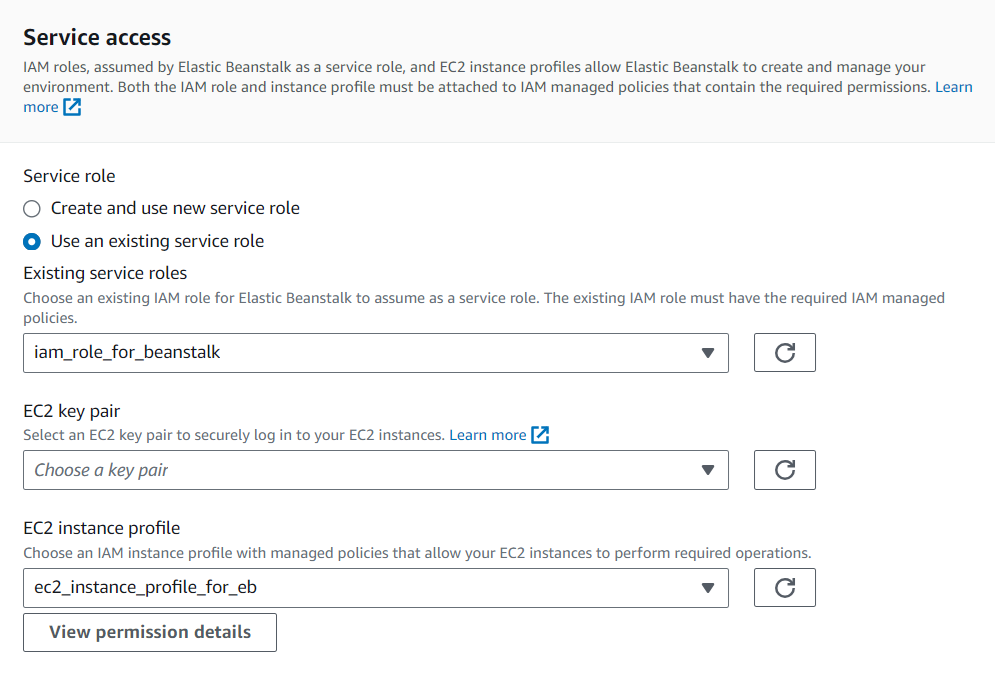 Service access
IAM roles, assumed by Elastic Beanstalk as a service role, and EC2 instance profiles allow Elastic Beanstalk to create and manage your
environment. Both the IAM role and instance profile must be attached to IAM managed policies that contain the required permissions. Learn
more
Service role
Create and use new service role
Use an existing service role
Existing service roles
Choose an existing IAM role for Elastic Beanstalk to assume as a service role. The existing IAM role must have the required IAM managed
policies.
iam_role_for_beanstalk
EC2 key pair
Select an EC2 key pair to securely log in to your EC2 instances. Learn more
Choose a key pair
EC2 instance profile
Choose an IAM instance profile with managed policies that allow your EC2 instances to perform required operations.
ec2_instance_profile_for_eb
View permission details